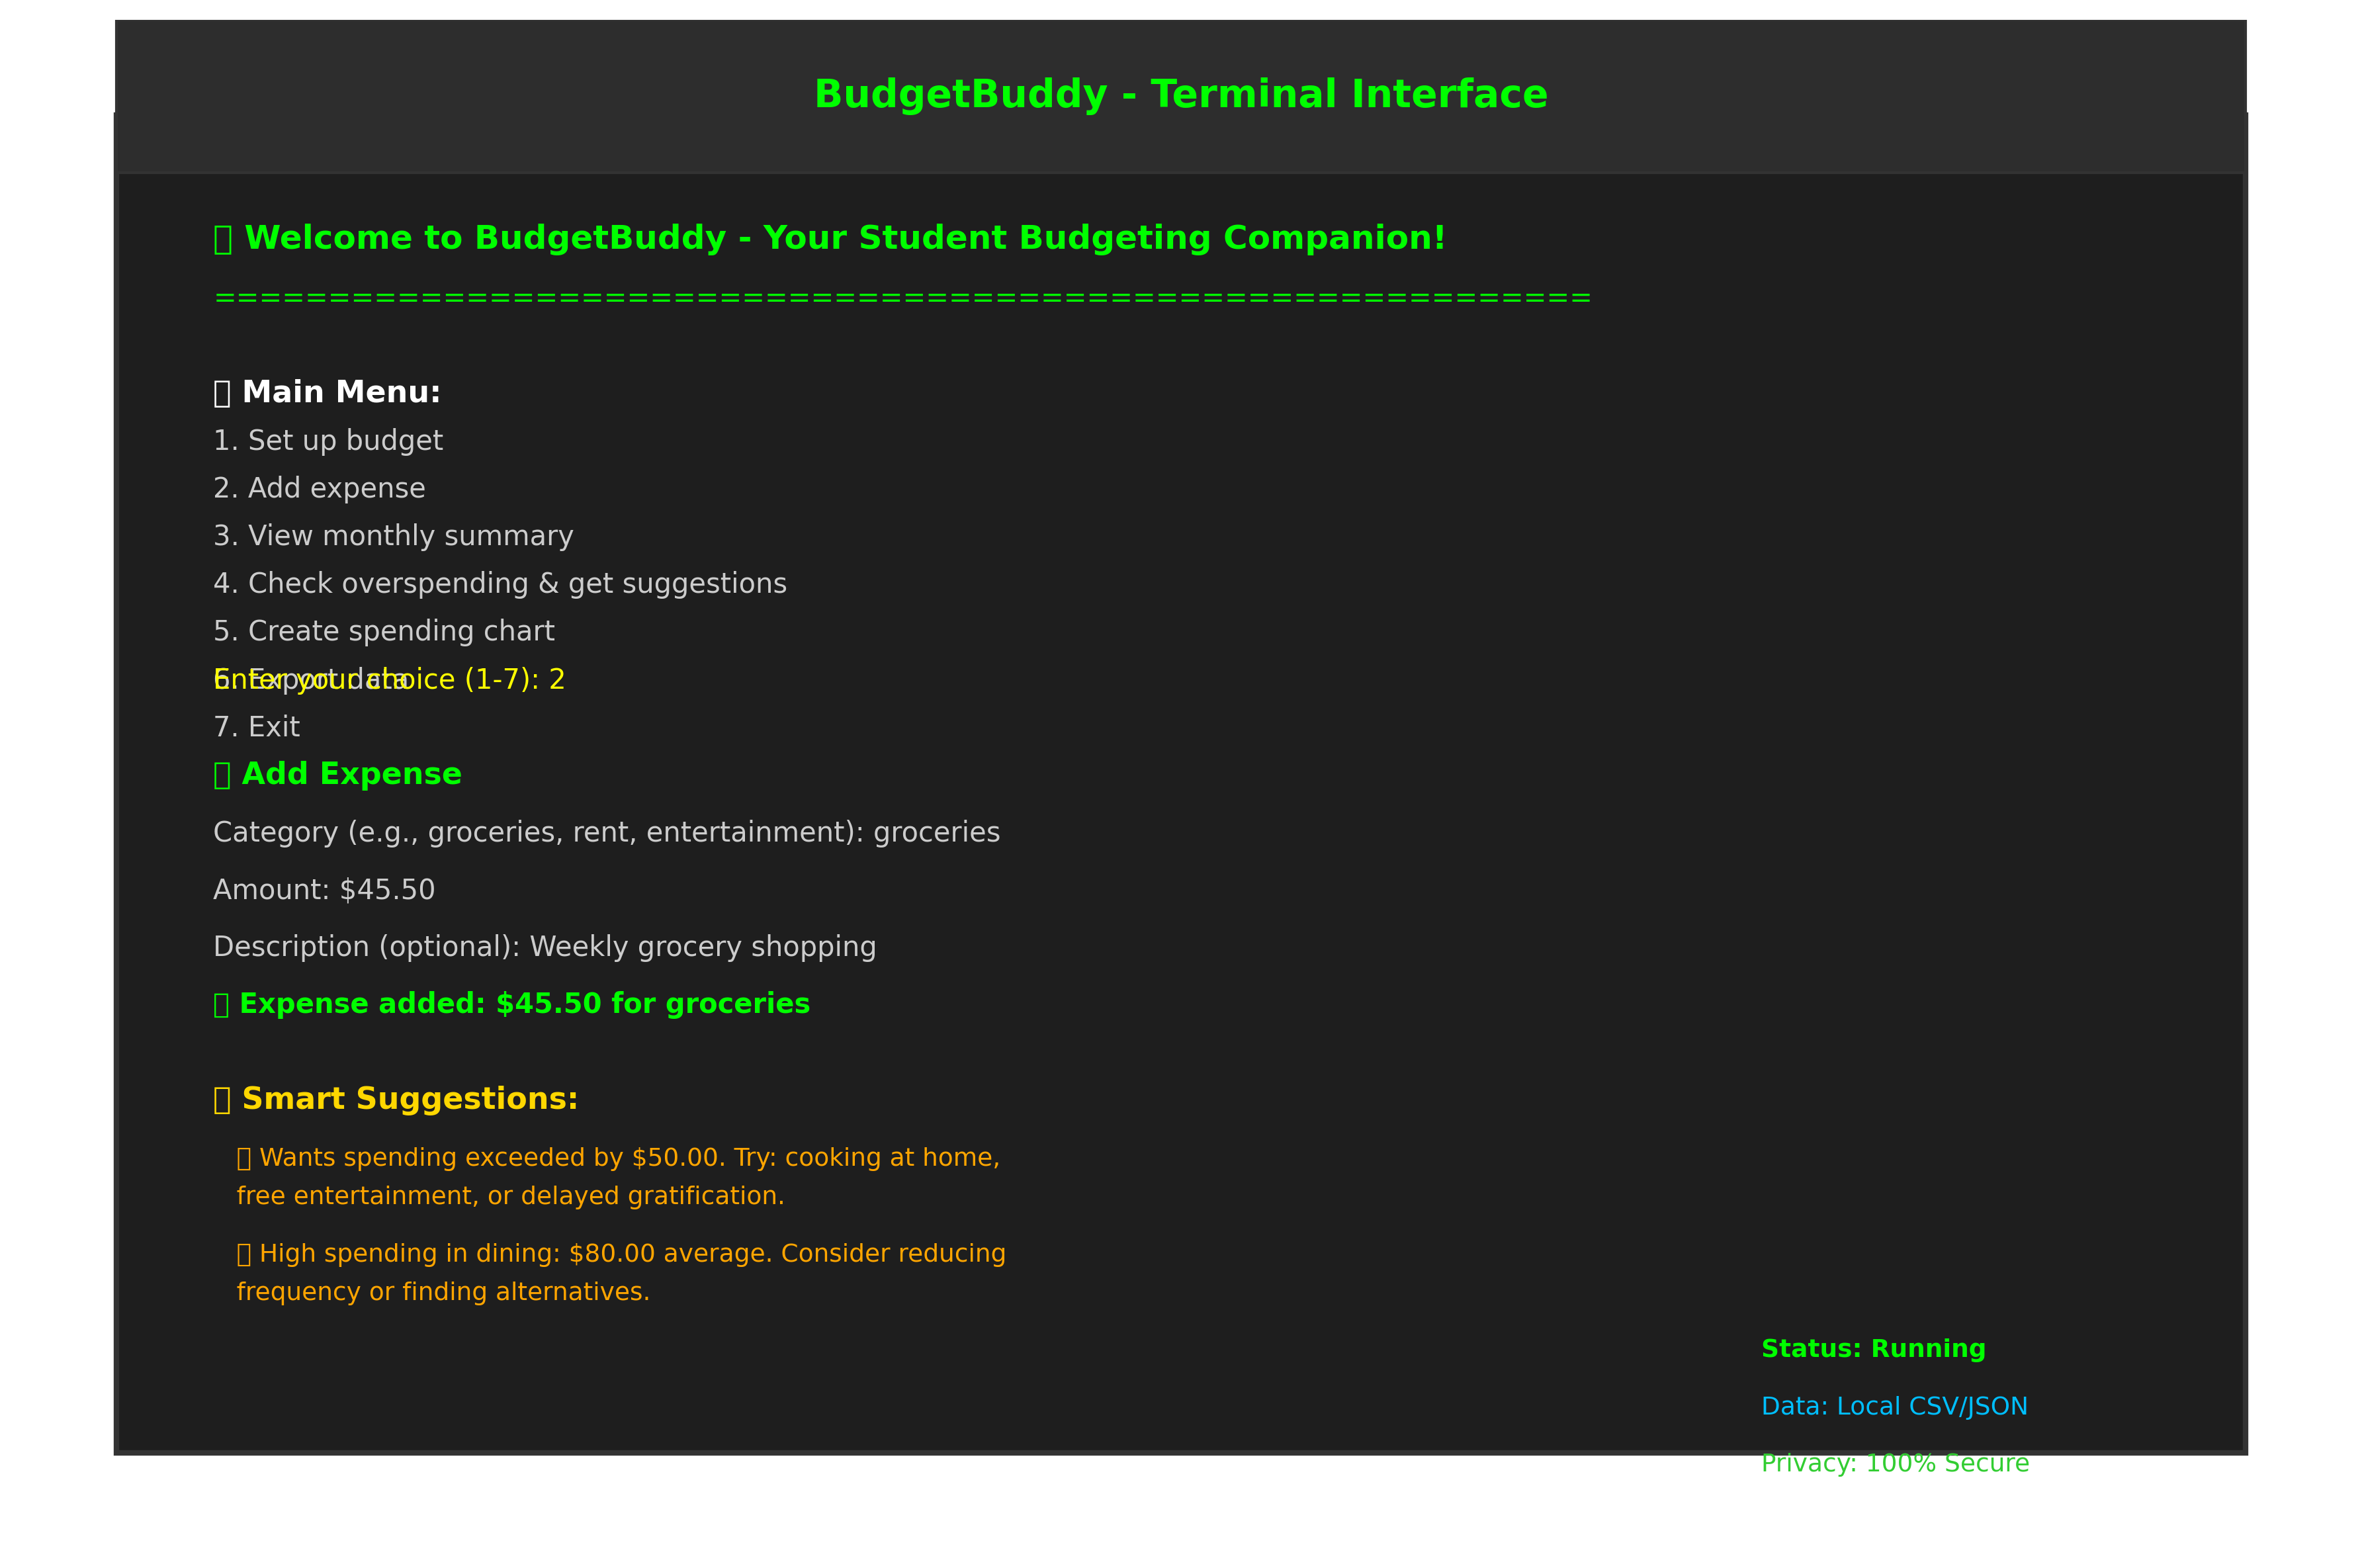 BudgetBuddy - Terminal Interface
Welcome to BudgetBuddy - Your Student Budgeting Companion!
============================================================
Main Menu:
1. Set up budget
2. Add expense
3. View monthly summary
4. Check overspending & get suggestions
5. Create spending chart
6. Export data
Enter your choice (1-7): 2
7. Exit
Add Expense
Category (e.g., groceries, rent, entertainment): groceries
Amount: $45.50
Description (optional): Weekly grocery shopping
Expense added: $45.50 for groceries
Smart Suggestions:
Wants spending exceeded by $50.00. Try: cooking at home,
free entertainment, or delayed gratification.
High spending in dining: $80.00 average. Consider reducing
frequency or finding alternatives.
Status: Running
Data: Local CSV/JSON
Privacy: 100% Secure